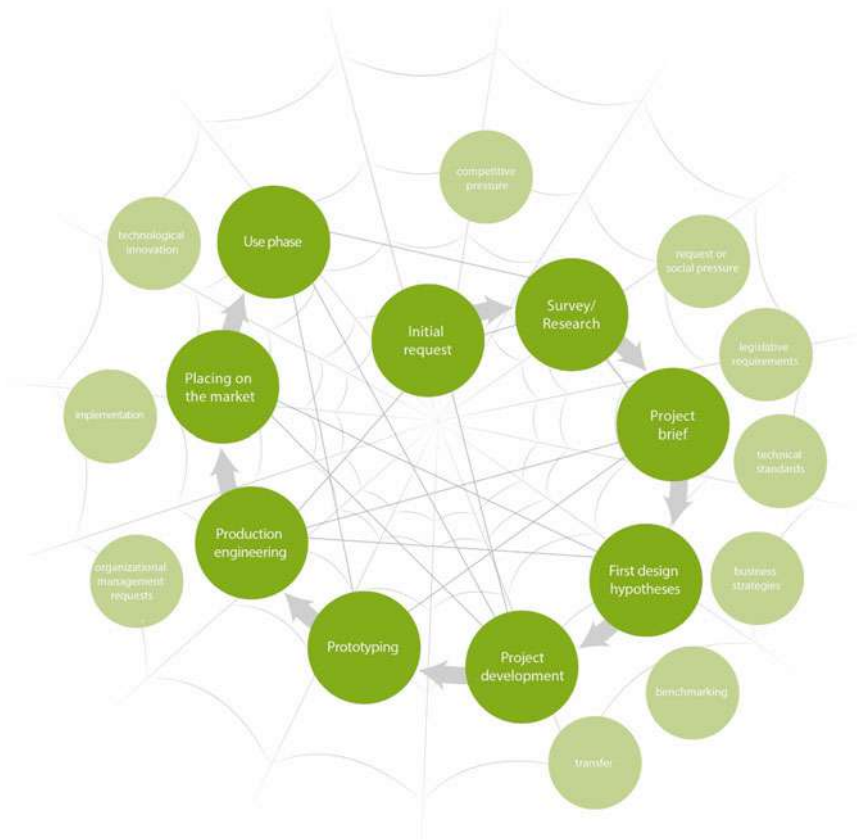 competitive
pressure
technological
innovation
Use phase
request or
social pressure
Initial
request
Survey/
Research
legislative
requirements
Placing on
the market
implementation
Project
brief
technical
standards
Production
engineering
organizational
management
requests
First design
hypotheses
business
strategies
Prototyping
Project
development
benchmarking
transfer